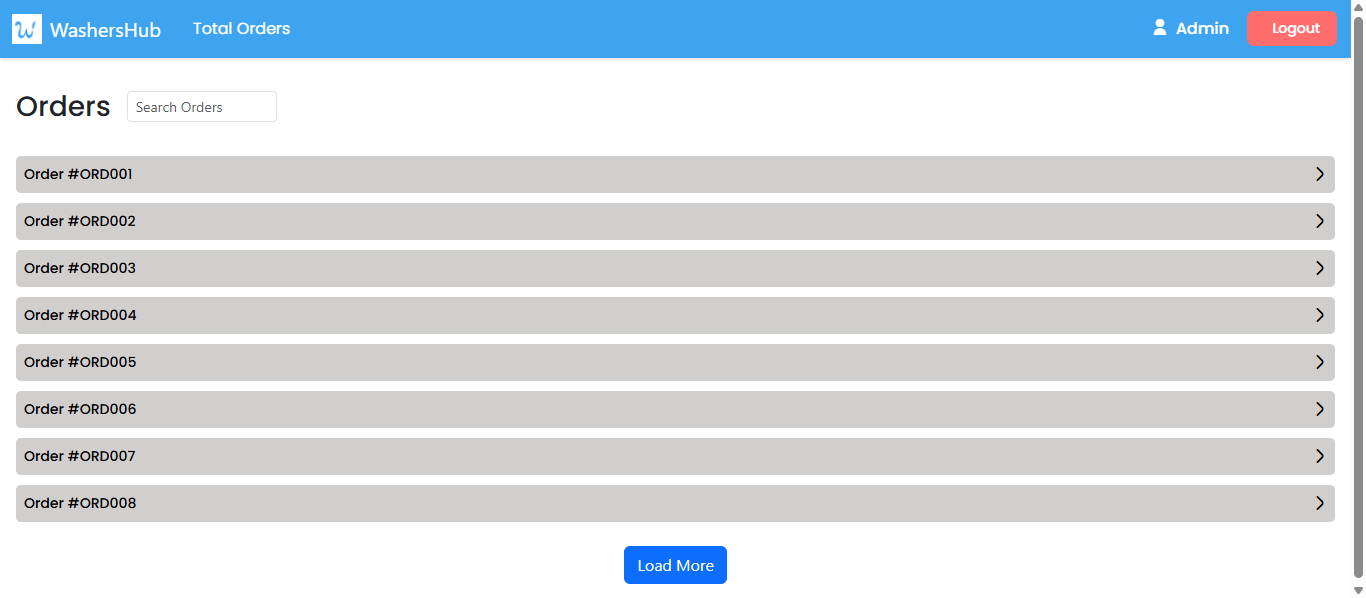 W WashersHub Total Orders Admin Logout
Orders Search Orders
Order #ORD001
Order #ORD002
Order #ORD003
Order #ORD004
Order #ORD005
Order #ORD006
Order #ORD007
Order #ORD008
Load More